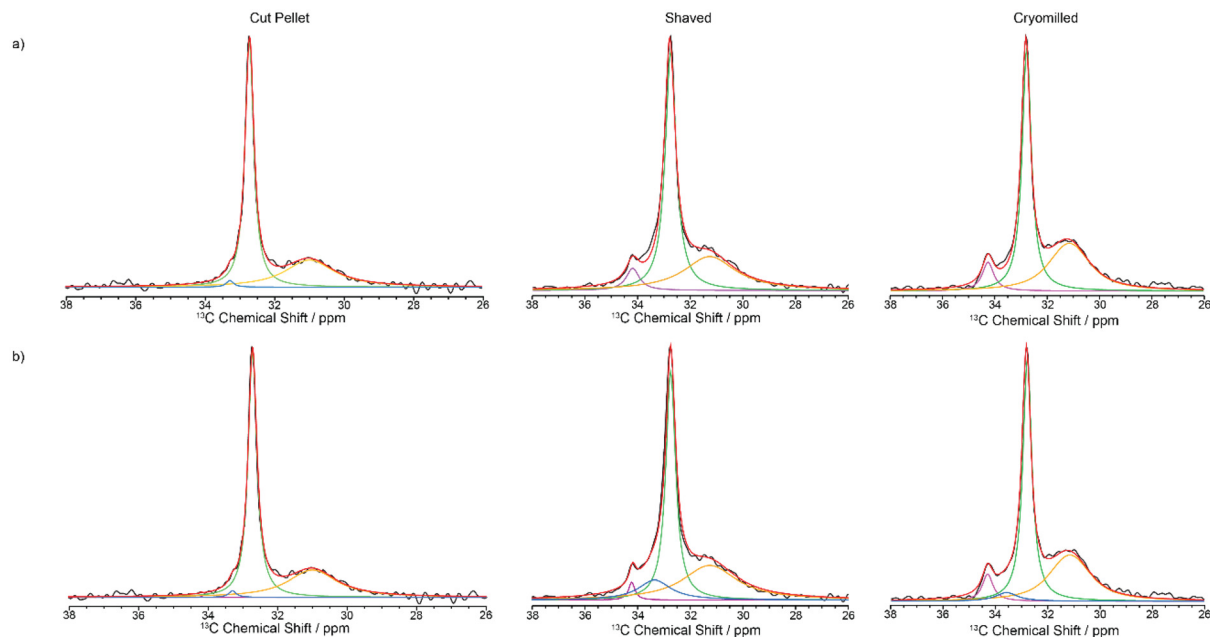 Cut Pellet Shaved Cryomilled
a)
38 36 34 32 30 28 26 38 36 34 32 30 28 26 38 36 34 32 30 28 26
¹³C Chemical Shift / ppm ¹³C Chemical Shift / ppm ¹³C Chemical Shift / ppm
b)
38 36 34 32 30 28 26 38 36 34 32 30 28 26 38 36 34 32 30 28 26
¹³C Chemical Shift / ppm ¹³C Chemical Shift / ppm ¹³C Chemical Shift / ppm